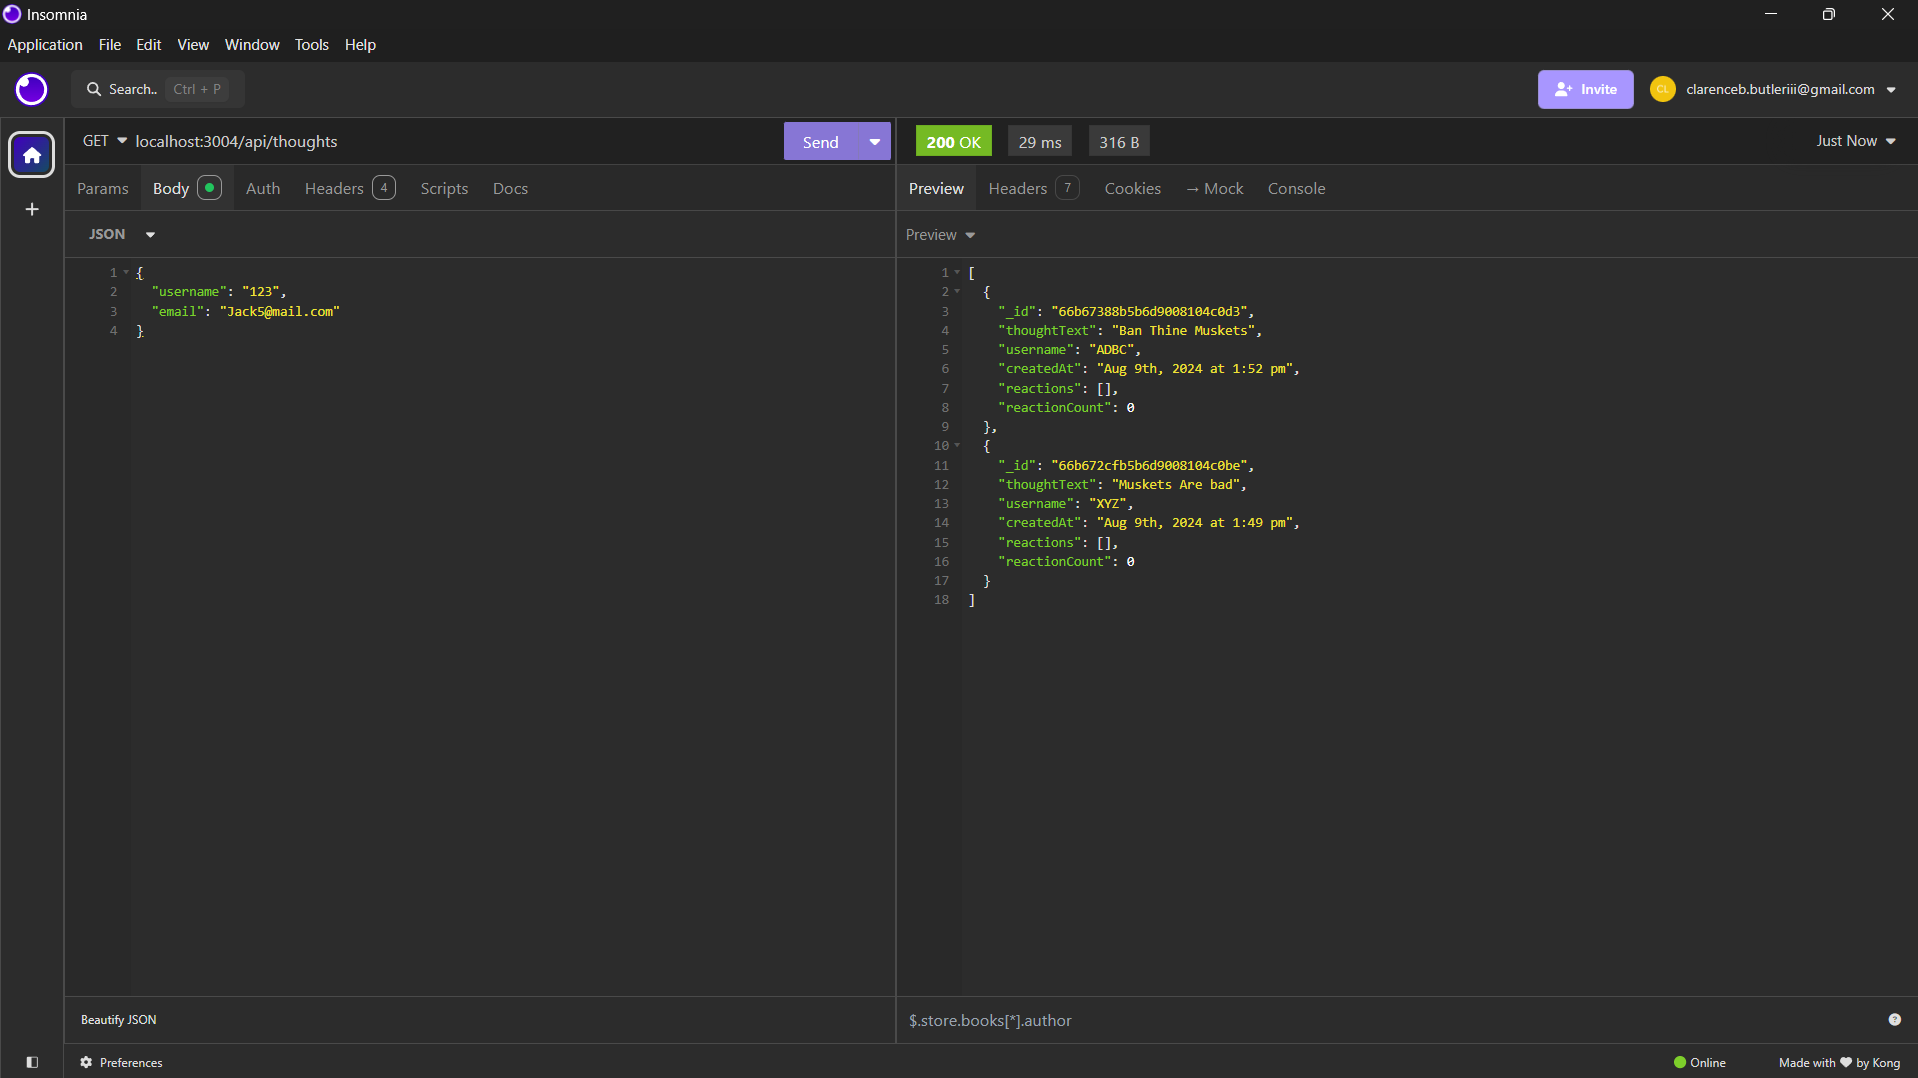 Insomnia
Application File Edit View Window Tools Help
Search.. Ctrl + P
Invite
CL clarenceb.butleriii@gmail.com
GET localhost:3004/api/thoughts
Send
200 OK 29 ms 316 B
Just Now
Params Body Auth Headers 4 Scripts Docs
Preview Headers 7 Cookies → Mock Console
JSON
Preview
1 {
2 "username": "123",
3 "email": "Jack5@mail.com"
4 }
1 [
2 {
3 "_id": "66b67388b5b6d9008104c0d3",
4 "thoughtText": "Ban Thine Muskets",
5 "username": "ADBC",
6 "createdAt": "Aug 9th, 2024 at 1:52 pm",
7 "reactions": [],
8 "reactionCount": 0
9 },
10 {
11 "_id": "66b672cfb5b6d9008104c0be",
12 "thoughtText": "Muskets Are bad",
13 "username": "XYZ",
14 "createdAt": "Aug 9th, 2024 at 1:49 pm",
15 "reactions": [],
16 "reactionCount": 0
17 }
18 ]
Beautify JSON
$.store.books[*].author
?
Preferences
Online
Made with ♥ by Kong